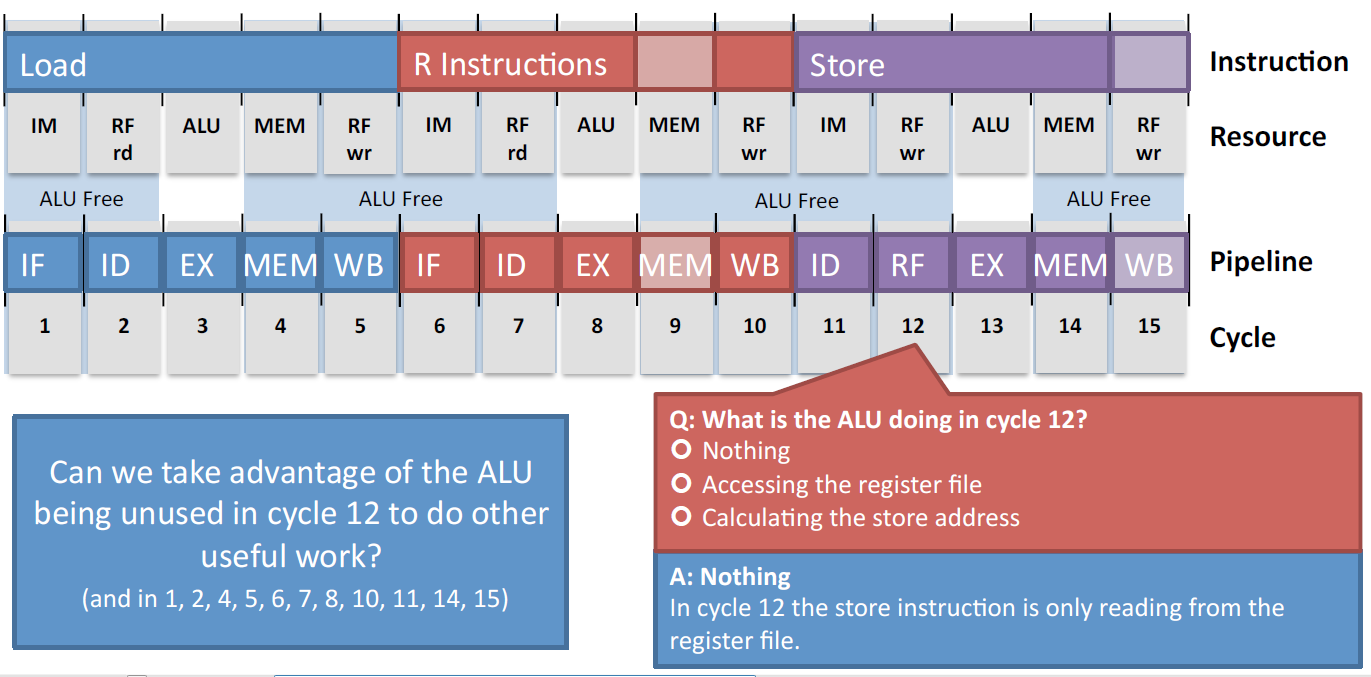 Load R Instructions Store Instruction
IM RF rd ALU MEM RF wr IM RF rd ALU MEM RF wr IM RF wr ALU MEM RF wr Resource
ALU Free ALU Free ALU Free ALU Free
IF ID EX MEM WB IF ID EX MEM WB ID RF EX MEM WB Pipeline
1 2 3 4 5 6 7 8 9 10 11 12 13 14 15 Cycle
Can we take advantage of the ALU
being unused in cycle 12 to do other
useful work?
(and in 1, 2, 4, 5, 6, 7, 8, 10, 11, 14, 15)
Q: What is the ALU doing in cycle 12?
Nothing
Accessing the register file
Calculating the store address
A: Nothing
In cycle 12 the store instruction is only reading from the
register file.